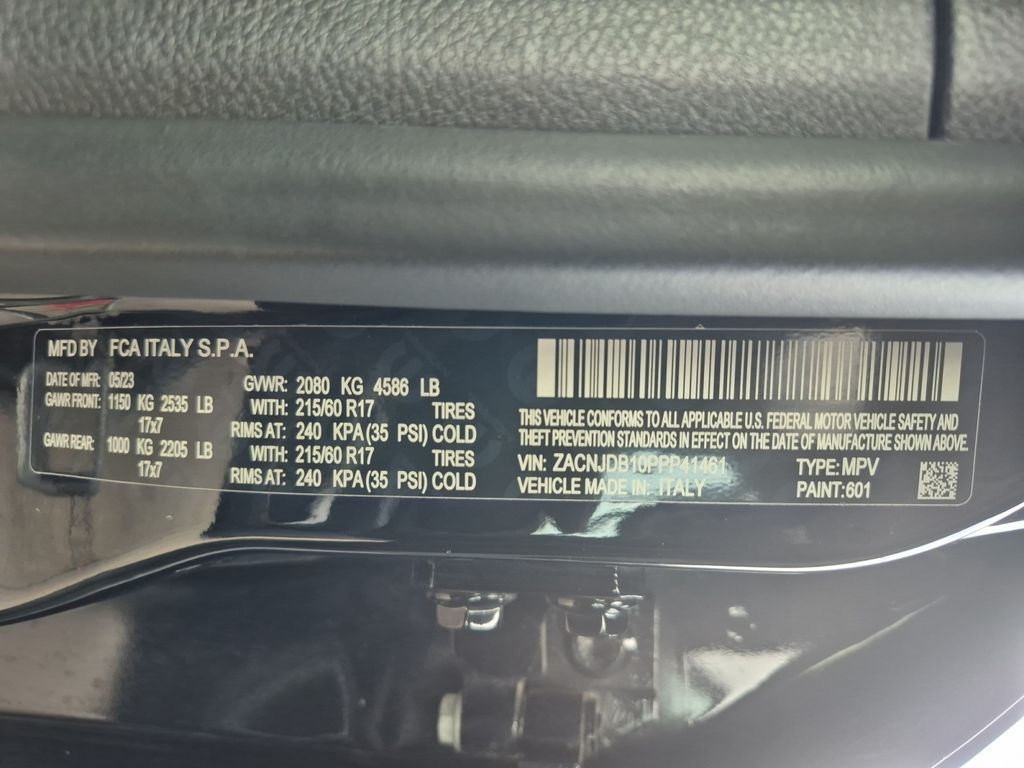 MFD BY FCA ITALY S.P.A.
DATE OF MFR: 05/23
GAWR FRONT: 1150 KG 2535 LB
17x7
GAWR REAR: 1000 KG 2205 LB
17x7
GVWR: 2080 KG 4586 LB
WITH: 215/60 R17 TIRES
RIMS AT: 240 KPA (35 PSI) COLD
WITH: 215/60 R17 TIRES
RIMS AT: 240 KPA (35 PSI) COLD
THIS VEHICLE CONFORMS TO ALL APPLICABLE U.S. FEDERAL MOTOR VEHICLE SAFETY AND
THEFT PREVENTION STANDARDS IN EFFECT ON THE DATE OF MANUFACTURE SHOWN ABOVE.
VIN: ZACNJDB10PPP41461 TYPE: MPV
VEHICLE MADE IN: ITALY PAINT: 601